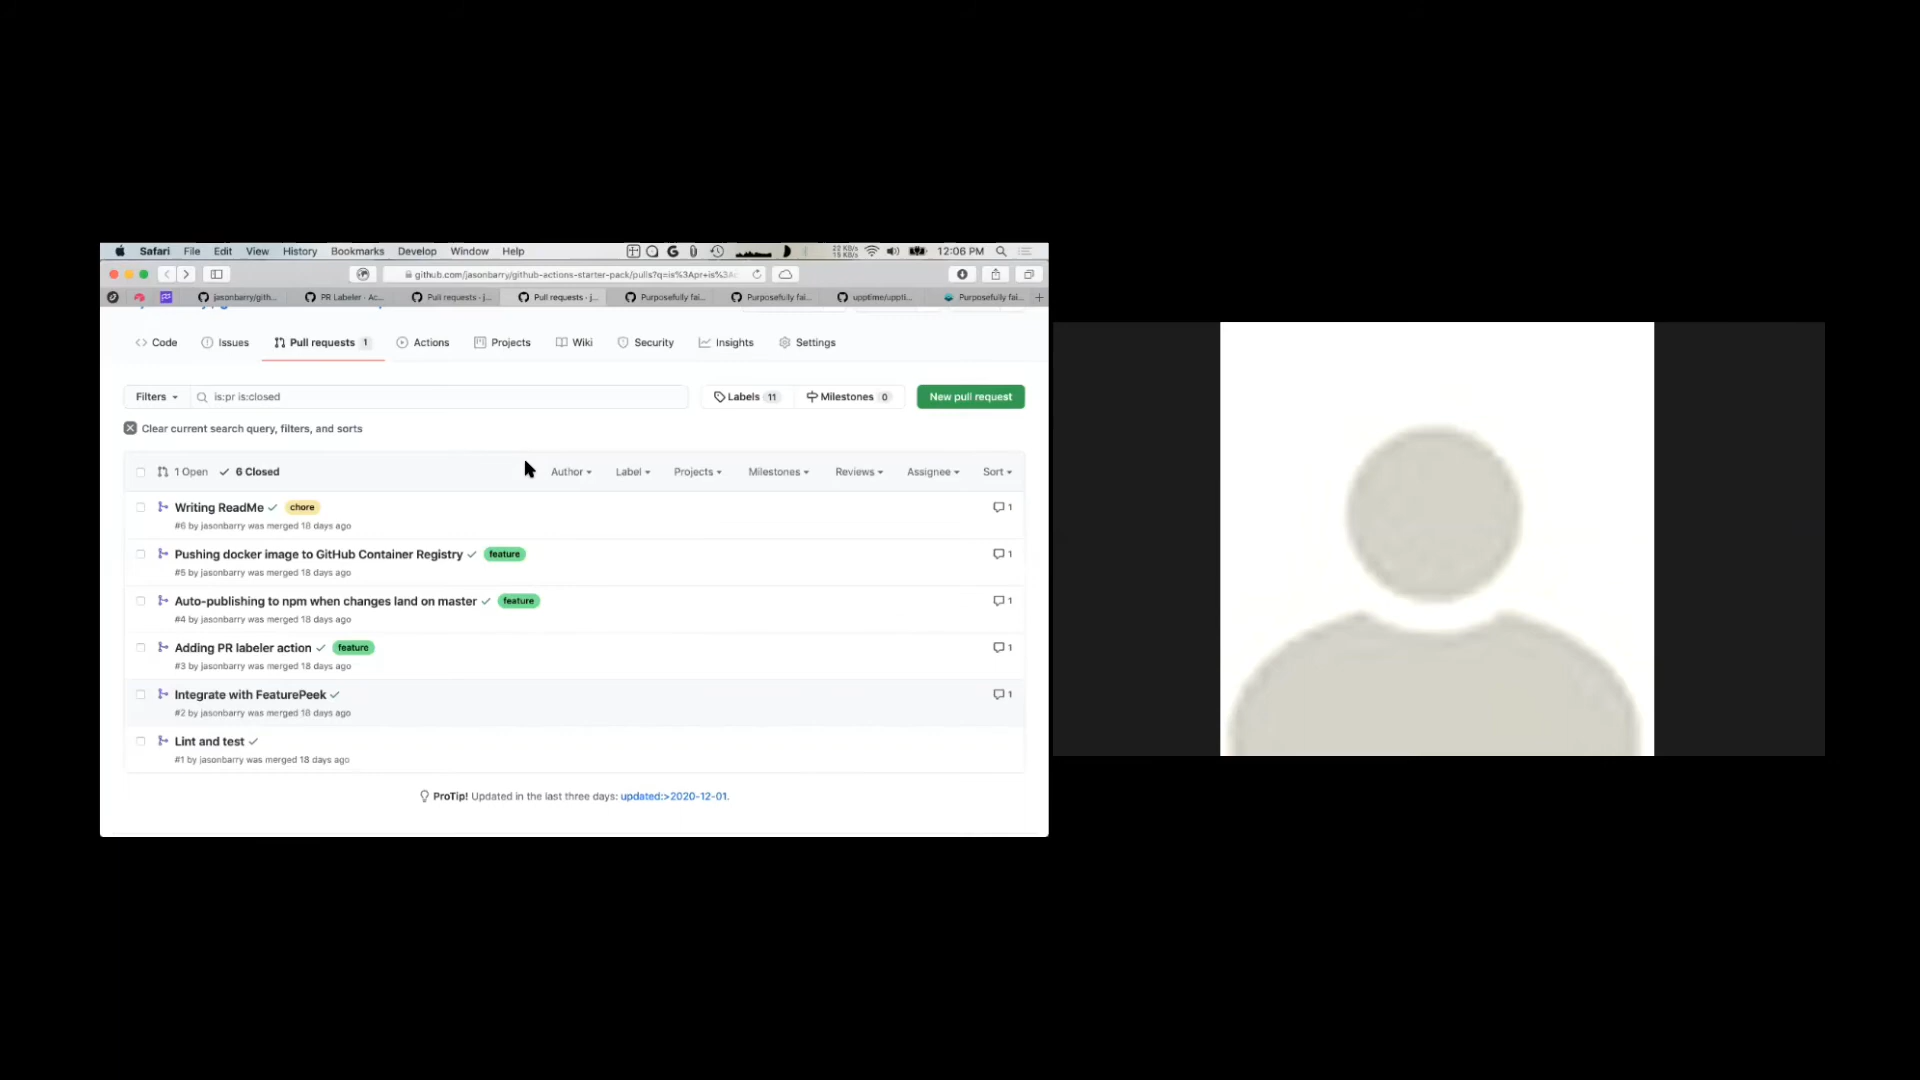 Safari File Edit View History Bookmarks Develop Window Help 12:06 PM
github.com/jasonbarry/github-actions-starter-pack/pulls?q=is%3Apr+is%3A
jasonbarry/gith... PR Labeler · Ac... Pull requests · j... Pull requests · j... Purposefully fai... Purposefully fai... upptime/uppti... Purposefully fai...
Code Issues Pull requests 1 Actions Projects Wiki Security Insights Settings
Filters is:pr is:closed Labels 11 Milestones 0 New pull request
Clear current search query, filters, and sorts
1 Open 6 Closed Author Label Projects Milestones Reviews Assignee Sort
Writing ReadMe chore 1
#6 by jasonbarry was merged 18 days ago
Pushing docker image to GitHub Container Registry feature 1
#5 by jasonbarry was merged 18 days ago
Auto-publishing to npm when changes land on master feature 1
#4 by jasonbarry was merged 18 days ago
Adding PR labeler action feature 1
#3 by jasonbarry was merged 18 days ago
Integrate with FeaturePeek 1
#2 by jasonbarry was merged 18 days ago
Lint and test
#1 by jasonbarry was merged 18 days ago
ProTip! Updated in the last three days: updated:>2020-12-01.